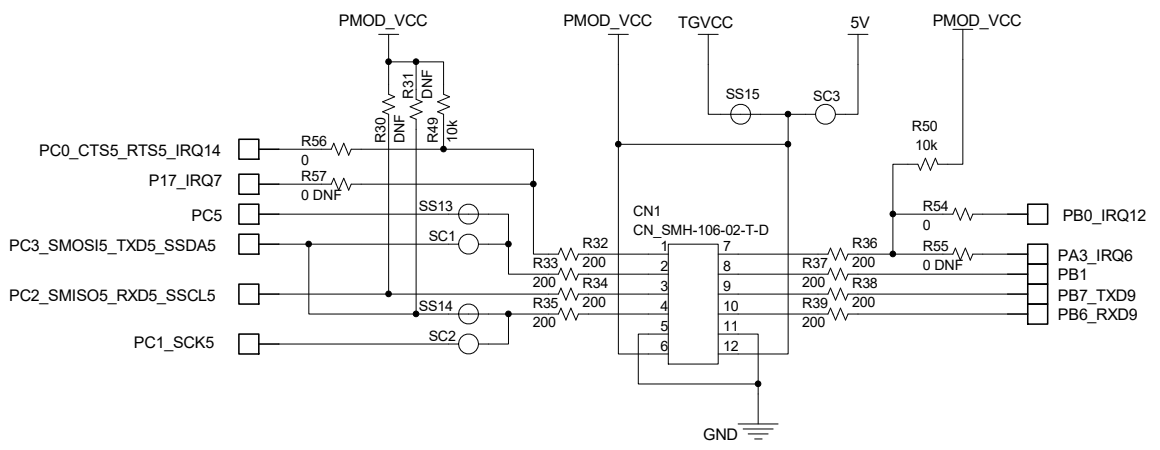 PMOD_VCC
PMOD_VCC
TGVCC
5V
PMOD_VCC
R30
DNF
R31
DNF
R49
10k
SS15
SC3
R50
10k
PC0_CTS5_RTS5_IRQ14
R56
0
P17_IRQ7
R57
0 DNF
PC5
SS13
PC3_SMOSI5_TXD5_SSDA5
SC1
PC2_SMISO5_RXD5_SSCL5
SS14
PC1_SCK5
SC2
R32
200
R33
200
R34
200
R35
200
CN1
CN_SMH-106-02-T-D
1
2
3
4
5
6
7
8
9
10
11
12
R36
200
R37
200
R38
200
R39
200
R54
0
R55
0 DNF
PB0_IRQ12
PA3_IRQ6
PB1
PB7_TXD9
PB6_RXD9
GND